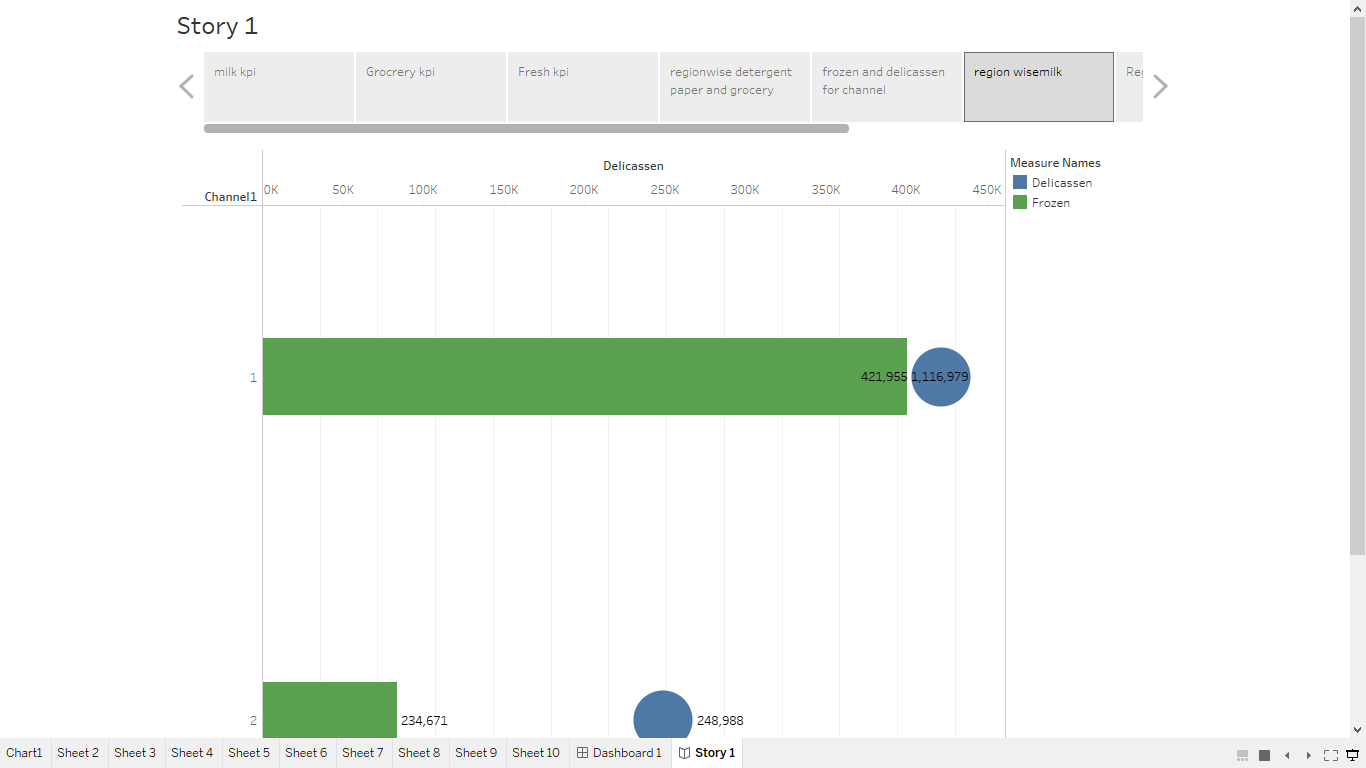 Story 1
milk kpi
Grocrery kpi
Fresh kpi
regionwise detergent
paper and grocery
frozen and delicassen
for channel
region wisemilk
Reg
Delicassen
Channel1
0K 50K 100K 150K 200K 250K 300K 350K 400K 450K
Measure Names
Delicassen
Frozen
1
421,955 1,116,979
2
234,671 248,988
Chart1 Sheet 2 Sheet 3 Sheet 4 Sheet 5 Sheet 6 Sheet 7 Sheet 8 Sheet 9 Sheet 10 Dashboard 1 Story 1